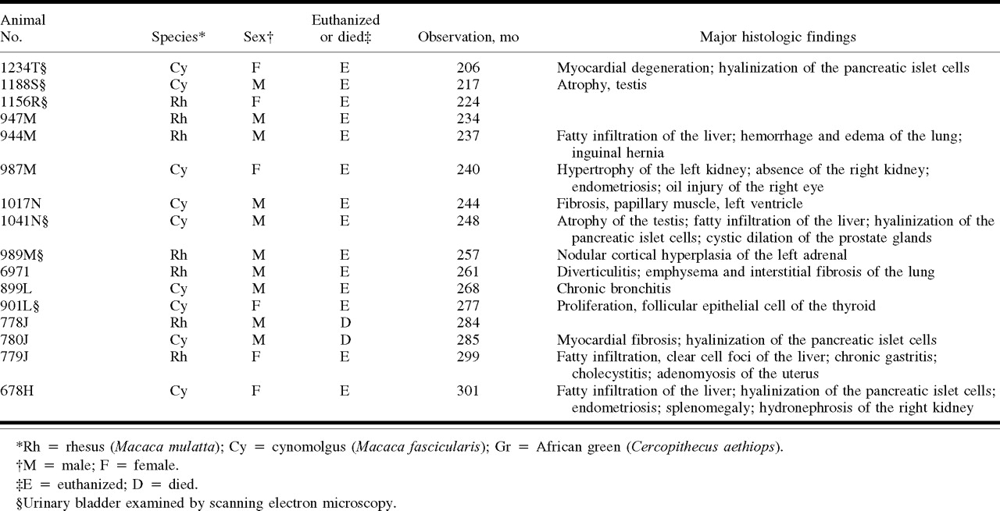 Animal Euthanized
No. Species* Sex† or died‡ Observation, mo Major histologic findings
1234T§ Cy F E 206 Myocardial degeneration; hyalinization of the pancreatic islet cells
1188S§ Cy M E 217 Atrophy, testis
1156R§ Rh F E 224
947M Rh M E 234
944M Rh M E 237 Fatty infiltration of the liver; hemorrhage and edema of the lung;
inguinal hernia
987M Cy F E 240 Hypertrophy of the left kidney; absence of the right kidney;
endometriosis; oil injury of the right eye
1017N Cy M E 244 Fibrosis, papillary muscle, left ventricle
1041N§ Cy M E 248 Atrophy of the testis; fatty infiltration of the liver; hyalinization of the
pancreatic islet cells; cystic dilation of the prostate glands
989M§ Rh M E 257 Nodular cortical hyperplasia of the left adrenal
6971 Rh M E 261 Diverticulitis; emphysema and interstitial fibrosis of the lung
899L Cy M E 268 Chronic bronchitis
901L§ Cy F E 277 Proliferation, follicular epithelial cell of the thyroid
778J Rh M D 284
780J Cy M D 285 Myocardial fibrosis; hyalinization of the pancreatic islet cells
779J Rh F E 299 Fatty infiltration, clear cell foci of the liver; chronic gastritis;
cholecystitis; adenomyosis of the uterus
678H Cy F E 301 Fatty infiltration of the liver; hyalinization of the pancreatic islet cells;
endometriosis; splenomegaly; hydronephrosis of the right kidney
*Rh = rhesus (Macaca mulatta); Cy = cynomolgus (Macaca fascicularis); Gr = African green (Cercopithecus aethiops).
†M = male; F = female.
‡E = euthanized; D = died.
§Urinary bladder examined by scanning electron microscopy.